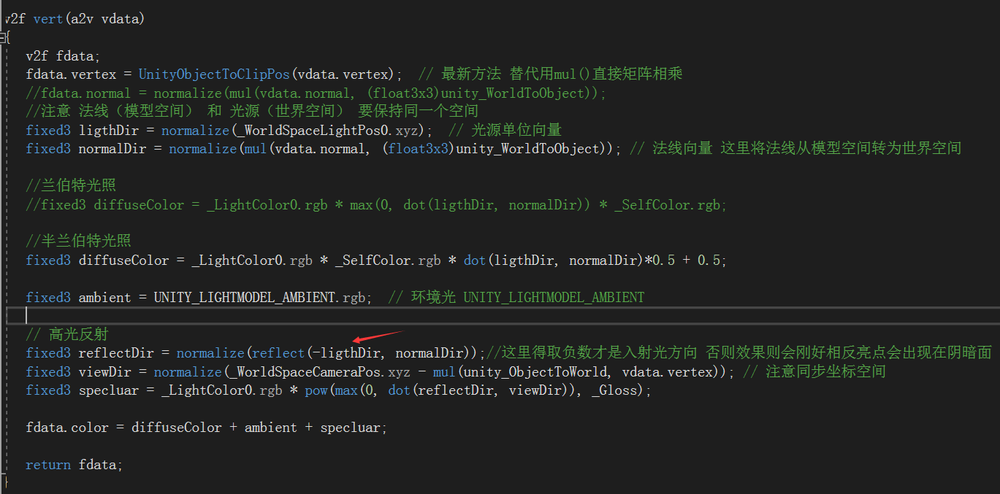 v2f vert(a2v vdata)
{
v2f fdata;
fdata.vertex = UnityObjectToClipPos(vdata.vertex);  // 最新方法 替代用mul()直接矩阵相乘
//fdata.normal = normalize(mul(vdata.normal, (float3x3)unity_WorldToObject));
//注意 法线（模型空间） 和 光源（世界空间） 要保持同一个空间
fixed3 ligthDir = normalize(_WorldSpaceLightPos0.xyz);  // 光源单位向量
fixed3 normalDir = normalize(mul(vdata.normal, (float3x3)unity_WorldToObject)); // 法线向量 这里将法线从模型空间转为世界空间
//兰伯特光照
//fixed3 diffuseColor = _LightColor0.rgb * max(0, dot(ligthDir, normalDir)) * _SelfColor.rgb;
//半兰伯特光照
fixed3 diffuseColor = _LightColor0.rgb * _SelfColor.rgb * dot(ligthDir, normalDir)*0.5 + 0.5;
fixed3 ambient = UNITY_LIGHTMODEL_AMBIENT.rgb;  // 环境光 UNITY_LIGHTMODEL_AMBIENT
// 高光反射
fixed3 reflectDir = normalize(reflect(-ligthDir, normalDir));//这里得取负数才是入射光方向 否则效果则会刚好相反亮点会出现在阴暗面
fixed3 viewDir = normalize(_WorldSpaceCameraPos.xyz - mul(unity_ObjectToWorld, vdata.vertex)); // 注意同步坐标空间
fixed3 specluar = _LightColor0.rgb * pow(max(0, dot(reflectDir, viewDir)), _Gloss);
fdata.color = diffuseColor + ambient + specluar;
return fdata;
}